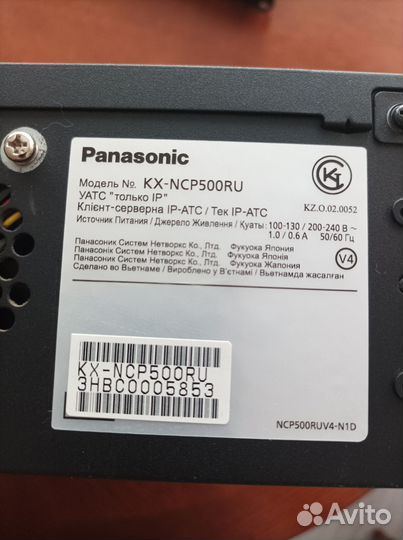 Panasonic
Модель №. KX-NCP500RU
УАТС "только IP"
Клієнт-серверна IP-АТС / Тек IP-АТС
KZ.O.02.0052
Источник Питания / Джерело Живлення / Қуаты: 100-130 / 200-240 В ~
1.0 / 0.6 А 50/60 Гц
Панасоник Систем Нетворкс Ко., Лтд. Фукуока Япония
Панасонік Систем Нетворкс Ко., Лтд. Фукуока Японія
Панасоник Систем Нетворкс Ко., Лтд. Фукуока Жапония
V4
Сделано во Вьетнаме / Вироблено у В'єтнамі / Вьетнамда жасалған
KX-NCP500RU
3HBC0005853
NCP500RUV4-N1D
Avito